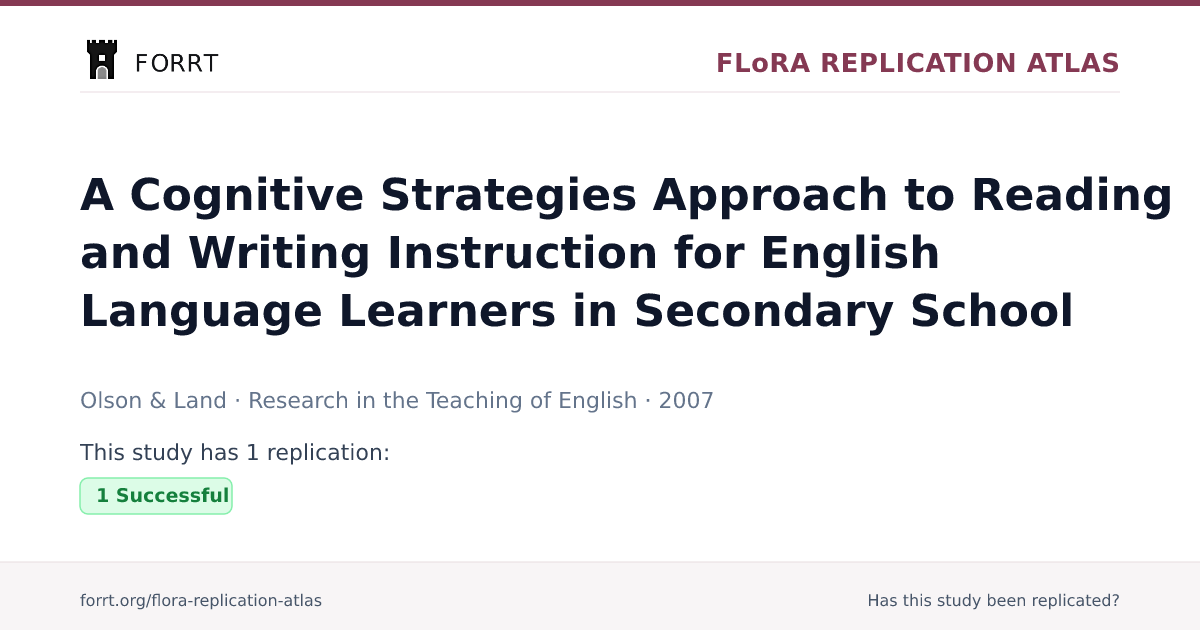 FORRT
FLoRA REPLICATION ATLAS
A Cognitive Strategies Approach to Reading
and Writing Instruction for English
Language Learners in Secondary School
Olson & Land · Research in the Teaching of English · 2007
This study has 1 replication:
1 Successful
forrt.org/flora-replication-atlas
Has this study been replicated?